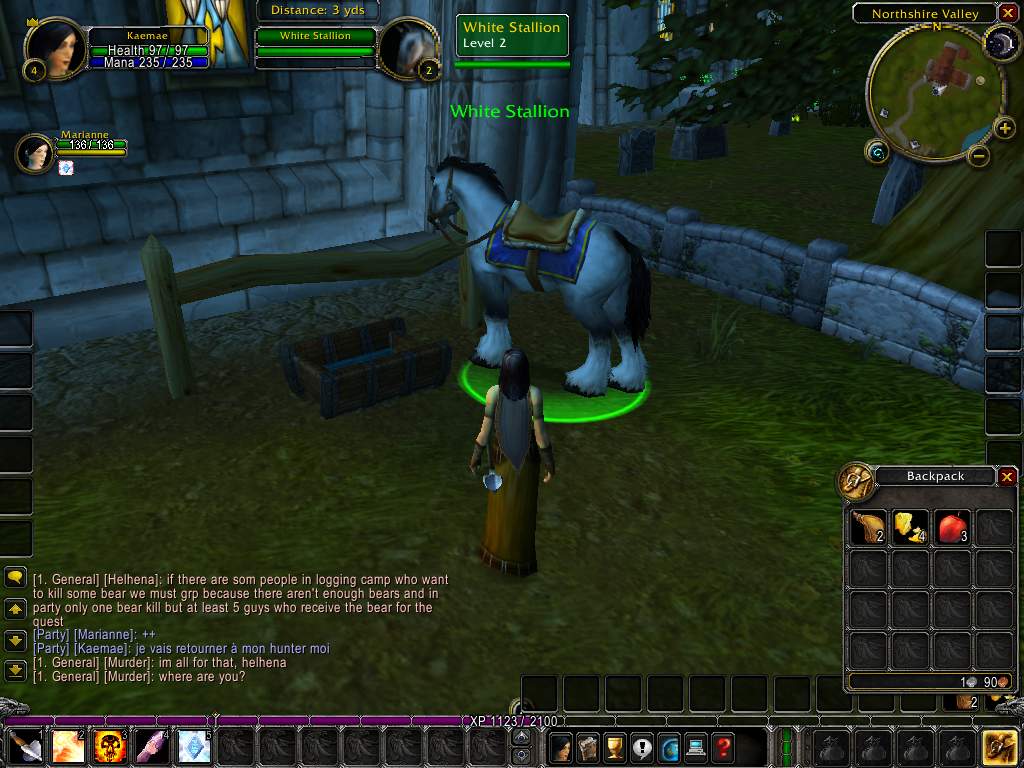 Distance: 3 yds
Kaemae
Health 97 / 97
Mana 235 / 235
4
White Stallion
2
White Stallion
Level 2
White Stallion
Northshire Valley
N
Marianne
136 / 136
Backpack
2
4
3
1 90
[1. General] [Helhena]: if there are som people in logging camp who want
to kill some bear we must grp because there aren't enough bears and in
party only one bear kill but at least 5 guys who receive the bear for the
quest
[Party] [Marianne]: ++
[Party] [Kaemae]: je vais retourner à mon hunter moi
[1. General] [Murder]: im all for that, helhena
[1. General] [Murder]: where are you?
2
XP 1123 / 2100
2
4
5